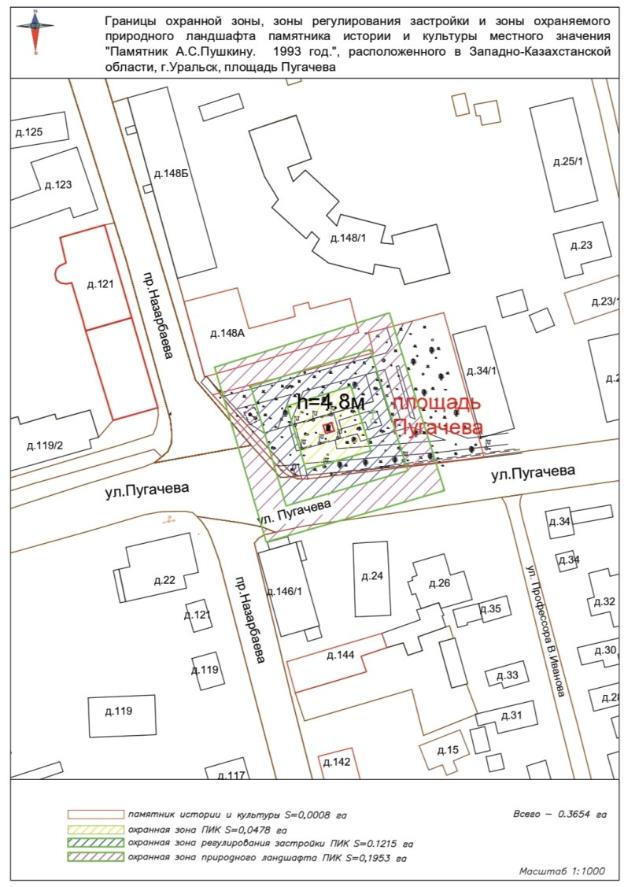 Границы охранной зоны, зоны регулирования застройки и зоны охраняемого
природного ландшафта памятника истории и культуры местного значения
"Памятник А.С.Пушкину. 1993 год.", расположенного в Западно-Казахстанской
области, г.Уральск, площадь Пугачева
д.125
д.123
д.148Б
д.25/1
д.148/1
д.23
д.121
пр.Назарбаева
д.23/1
д.148А
д.34/1
h=4,8м
площадь
Пугачева
д.119/2
ул.Пугачева
ул.Пугачева
ул. Пугачева
д.34
д.34
д.22
пр.Назарбаева
д.146/1
д.24
д.26
ул. Профессора В.Иванова
д.32
д.121
д.35
д.30
д.144
д.119
д.33
д.119
д.31
д.15
д.142
д.117
памятник истории и культуры S=0,0008 га
Всего – 0.3654 га
охранная зона ПИК S=0,0478 га
охранная зона регулирования застройки ПИК S=0.1215 га
охранная зона природного ландшафта ПИК S=0,1953 га
Масштаб 1:1000